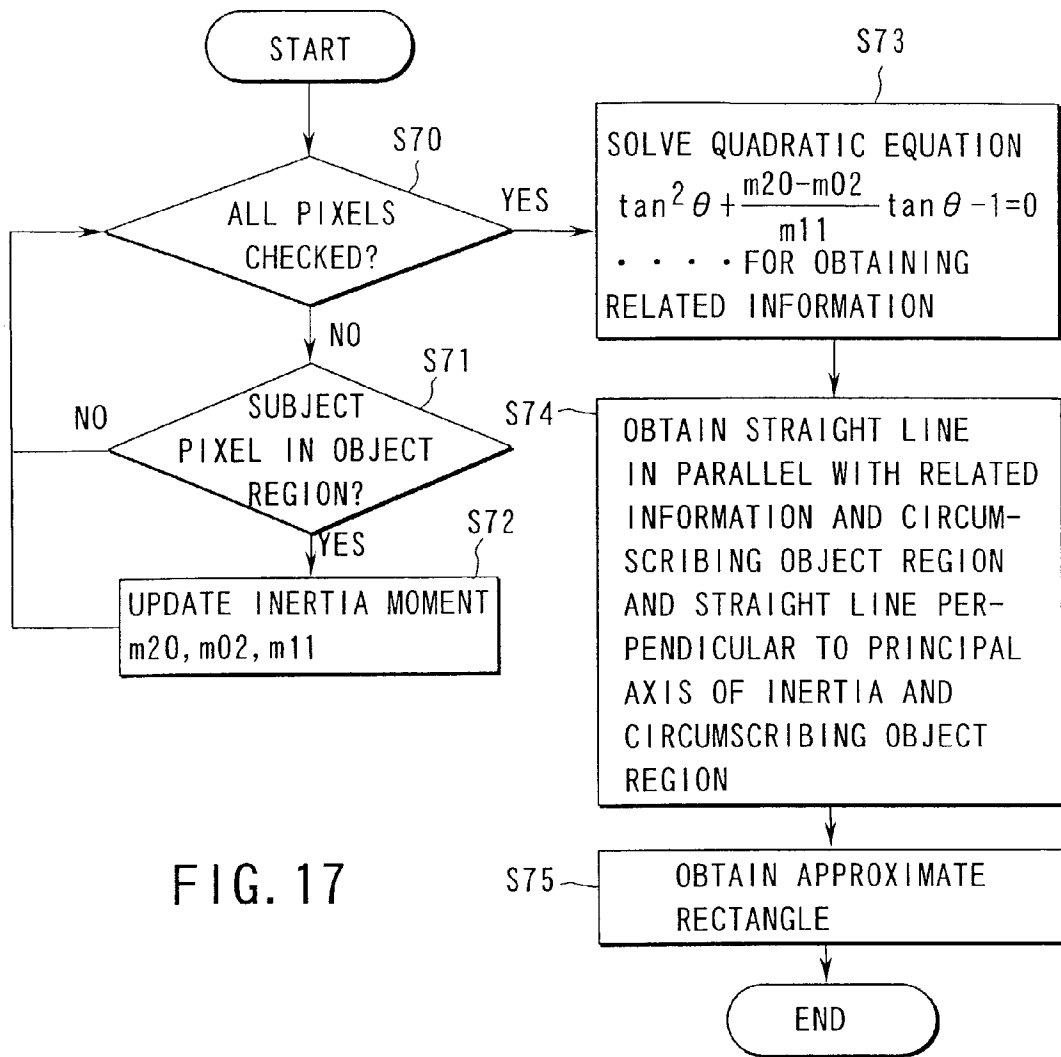 START
S70
ALL PIXELS
CHECKED?
YES
NO
S71
SUBJECT
PIXEL IN OBJECT
REGION?
NO
YES
S72
UPDATE INERTIA MOMENT
m20, m02, m11
S73
SOLVE QUADRATIC EQUATION
tan²θ + (m20-m02)/m11 tanθ -1=0
・・・・FOR OBTAINING
RELATED INFORMATION
S74
OBTAIN STRAIGHT LINE
IN PARALLEL WITH RELATED
INFORMATION AND CIRCUM-
SCRIBING OBJECT REGION
AND STRAIGHT LINE PER-
PENDICULAR TO PRINCIPAL
AXIS OF INERTIA AND
CIRCUMSCRIBING OBJECT
REGION
S75
OBTAIN APPROXIMATE
RECTANGLE
END
FIG. 17